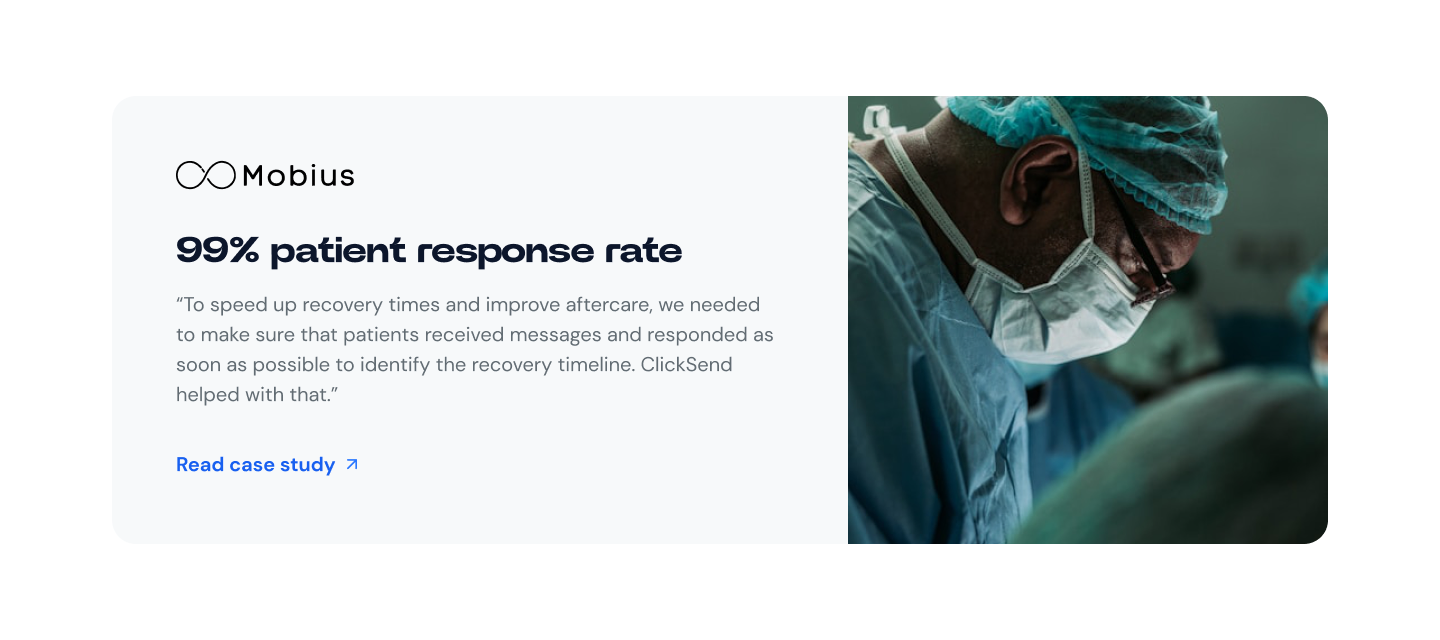 Mobius
99% patient response rate
“To speed up recovery times and improve aftercare, we needed
to make sure that patients received messages and responded as
soon as possible to identify the recovery timeline. ClickSend
helped with that.”
Read case study